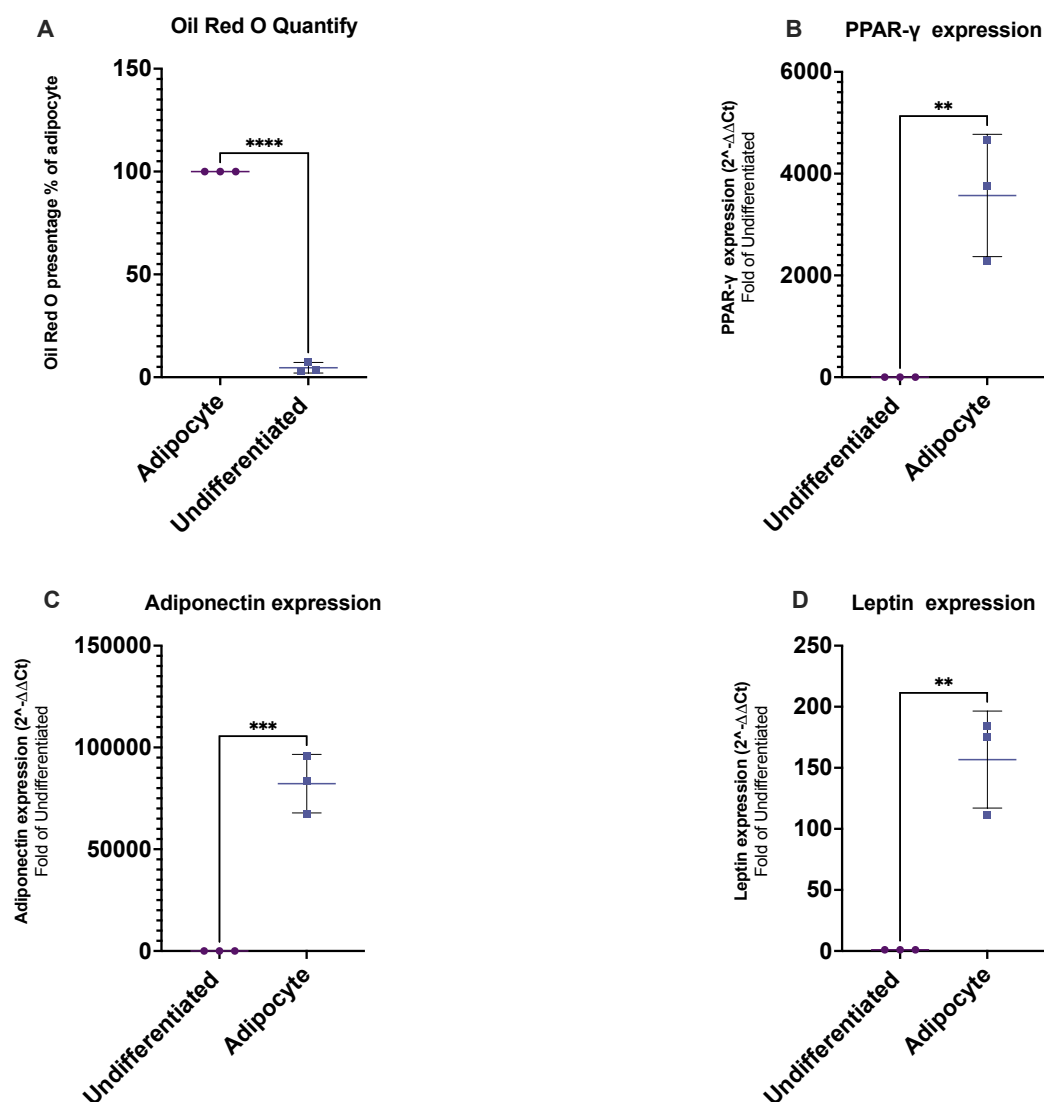 A
Oil Red O Quantify
Oil Red O presentage % of adipocyte
150
100
50
0
****
Adipocyte
Undifferentiated
B
PPAR-γ expression
PPAR-γ expression (2^-ΔΔCt)
Fold of Undifferentiated
6000
4000
2000
0
**
Undifferentiated
Adipocyte
C
Adiponectin expression
Adiponectin expression (2^-ΔΔCt)
Fold of Undifferentiated
150000
100000
50000
0
***
Undifferentiated
Adipocyte
D
Leptin expression
Leptin expression (2^-ΔΔCt)
Fold of Undifferentiated
250
200
150
100
50
0
**
Undifferentiated
Adipocyte